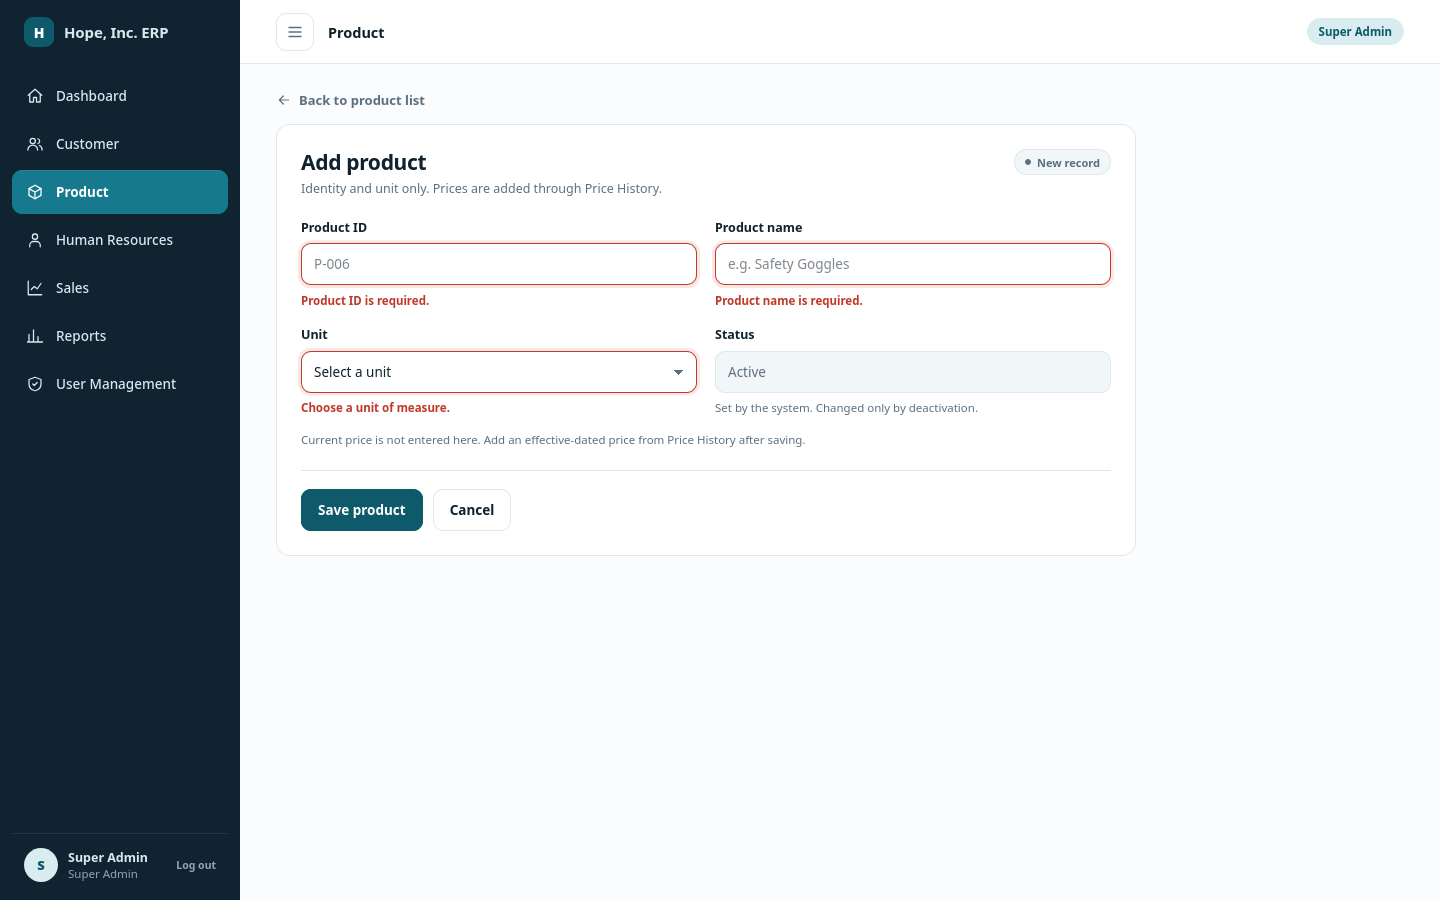 H
Hope, Inc. ERP
Dashboard
Customer
Product
Human Resources
Sales
Reports
User Management
S
Super Admin
Super Admin
Log out
Product
Super Admin
Back to product list
Add product
New record
Identity and unit only. Prices are added through Price History.
Product ID
P-006
Product ID is required.
Product name
e.g. Safety Goggles
Product name is required.
Unit
Select a unit
Choose a unit of measure.
Status
Active
Set by the system. Changed only by deactivation.
Current price is not entered here. Add an effective-dated price from Price History after saving.
Save product
Cancel